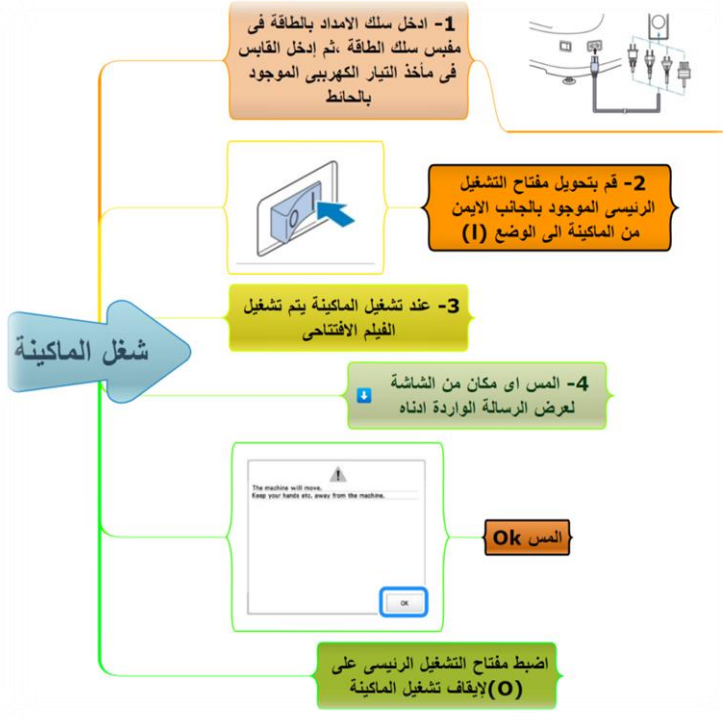 1- ادخل سلك الامداد بالطاقة فى
مفبس سلك الطاقة ،ثم إدخل القابس
فى مأخذ التيار الكهرببى الموجود
بالحائط
2- قم بتحويل مفتاح التشغيل
الرئيسى الموجود بالجانب الايمن
من الماكينة الى الوضع (I)
3- عند تشغيل الماكينة يتم تشغيل
الفيلم الافتتاحى
شغل الماكينة
4- المس اى مكان من الشاشة
لعرض الرسالة الواردة ادناه
The machine will move.
Keep your hands etc. away from the machine.
OK
المس Ok
اضبط مفتاح التشغيل الرئيسى على
(O)لإيقاف تشغيل الماكينة